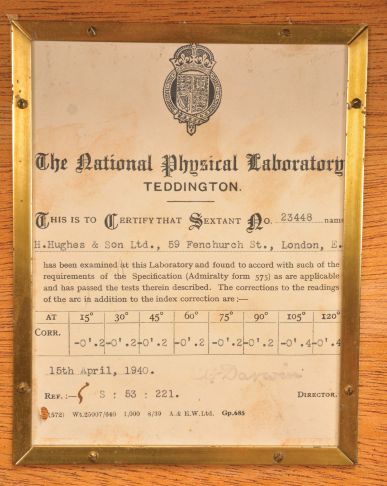 The National Physical Laboratory
TEDDINGTON.
THIS IS TO CERTIFY THAT SEXTANT No. 23448 name
H.Hughes & Son Ltd., 59 Fenchurch St., London, E.
has been examined at this Laboratory and found to accord with such of the
requirements of the Specification (Admiralty form 575) as are applicable
and has passed the tests therein described. The corrections to the readings
of the arc in addition to the index correction are:—
AT 15° 30° 45° 60° 75° 90° 105° 120°
CORR. -0'.2 -0'.2 -0'.2 -0'.2 -0'.2 -0'.2 -0'.4 -0'.4
15th April, 1940.
C G Darwin
REF.:— S : 53 : 221. DIRECTOR.
(572) Wt.25007/640 1,000 8/39 A.& E.W.Ltd. Gp.685